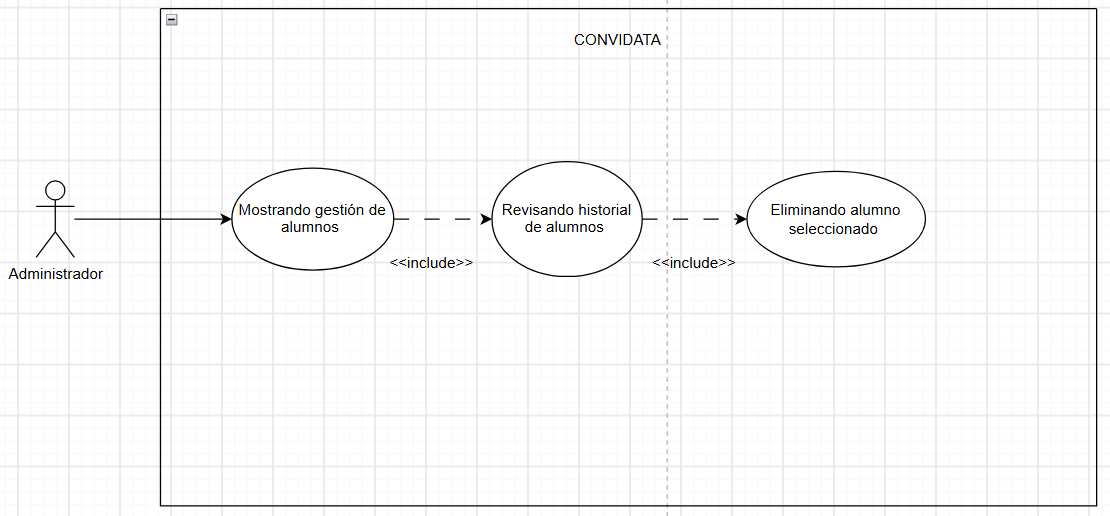 CONVIDATA
Mostrando gestión de
alumnos
Revisando historial
de alumnos
Eliminando alumno
seleccionado
<<include>>
<<include>>
Administrador